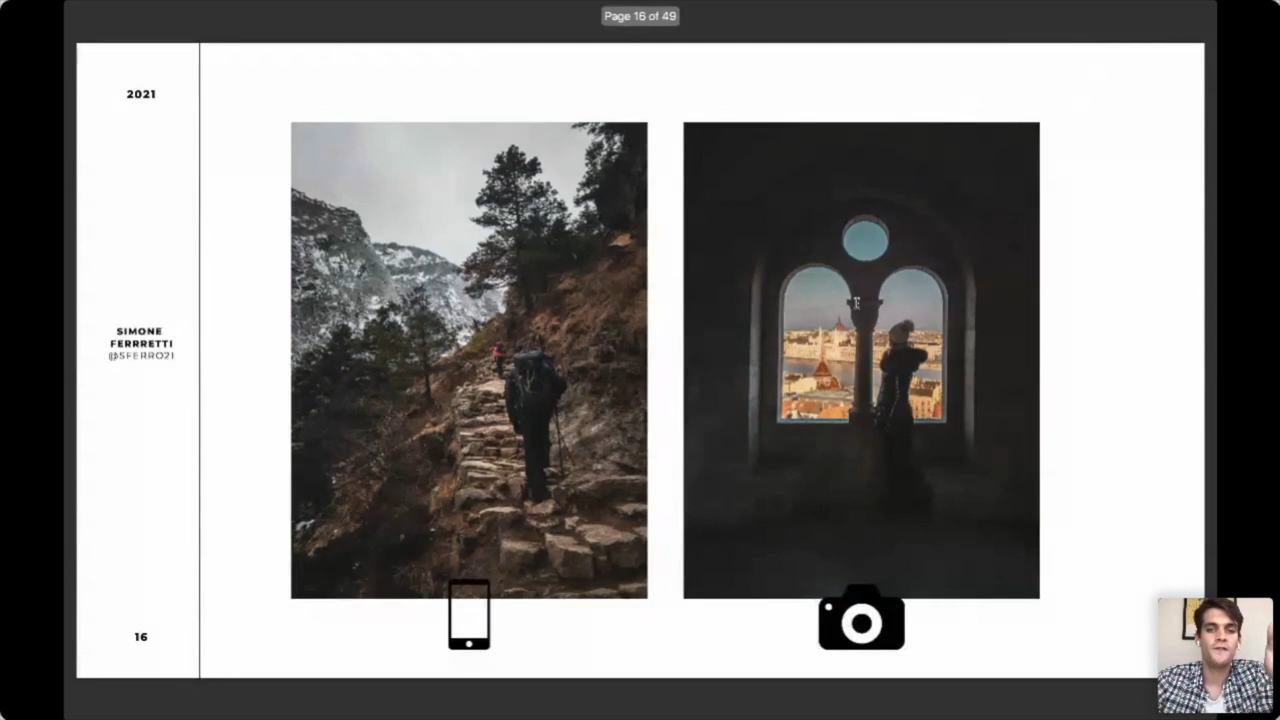 Page 16 of 49
2021
SIMONE
FERRRETTI
@SFERRO21
16